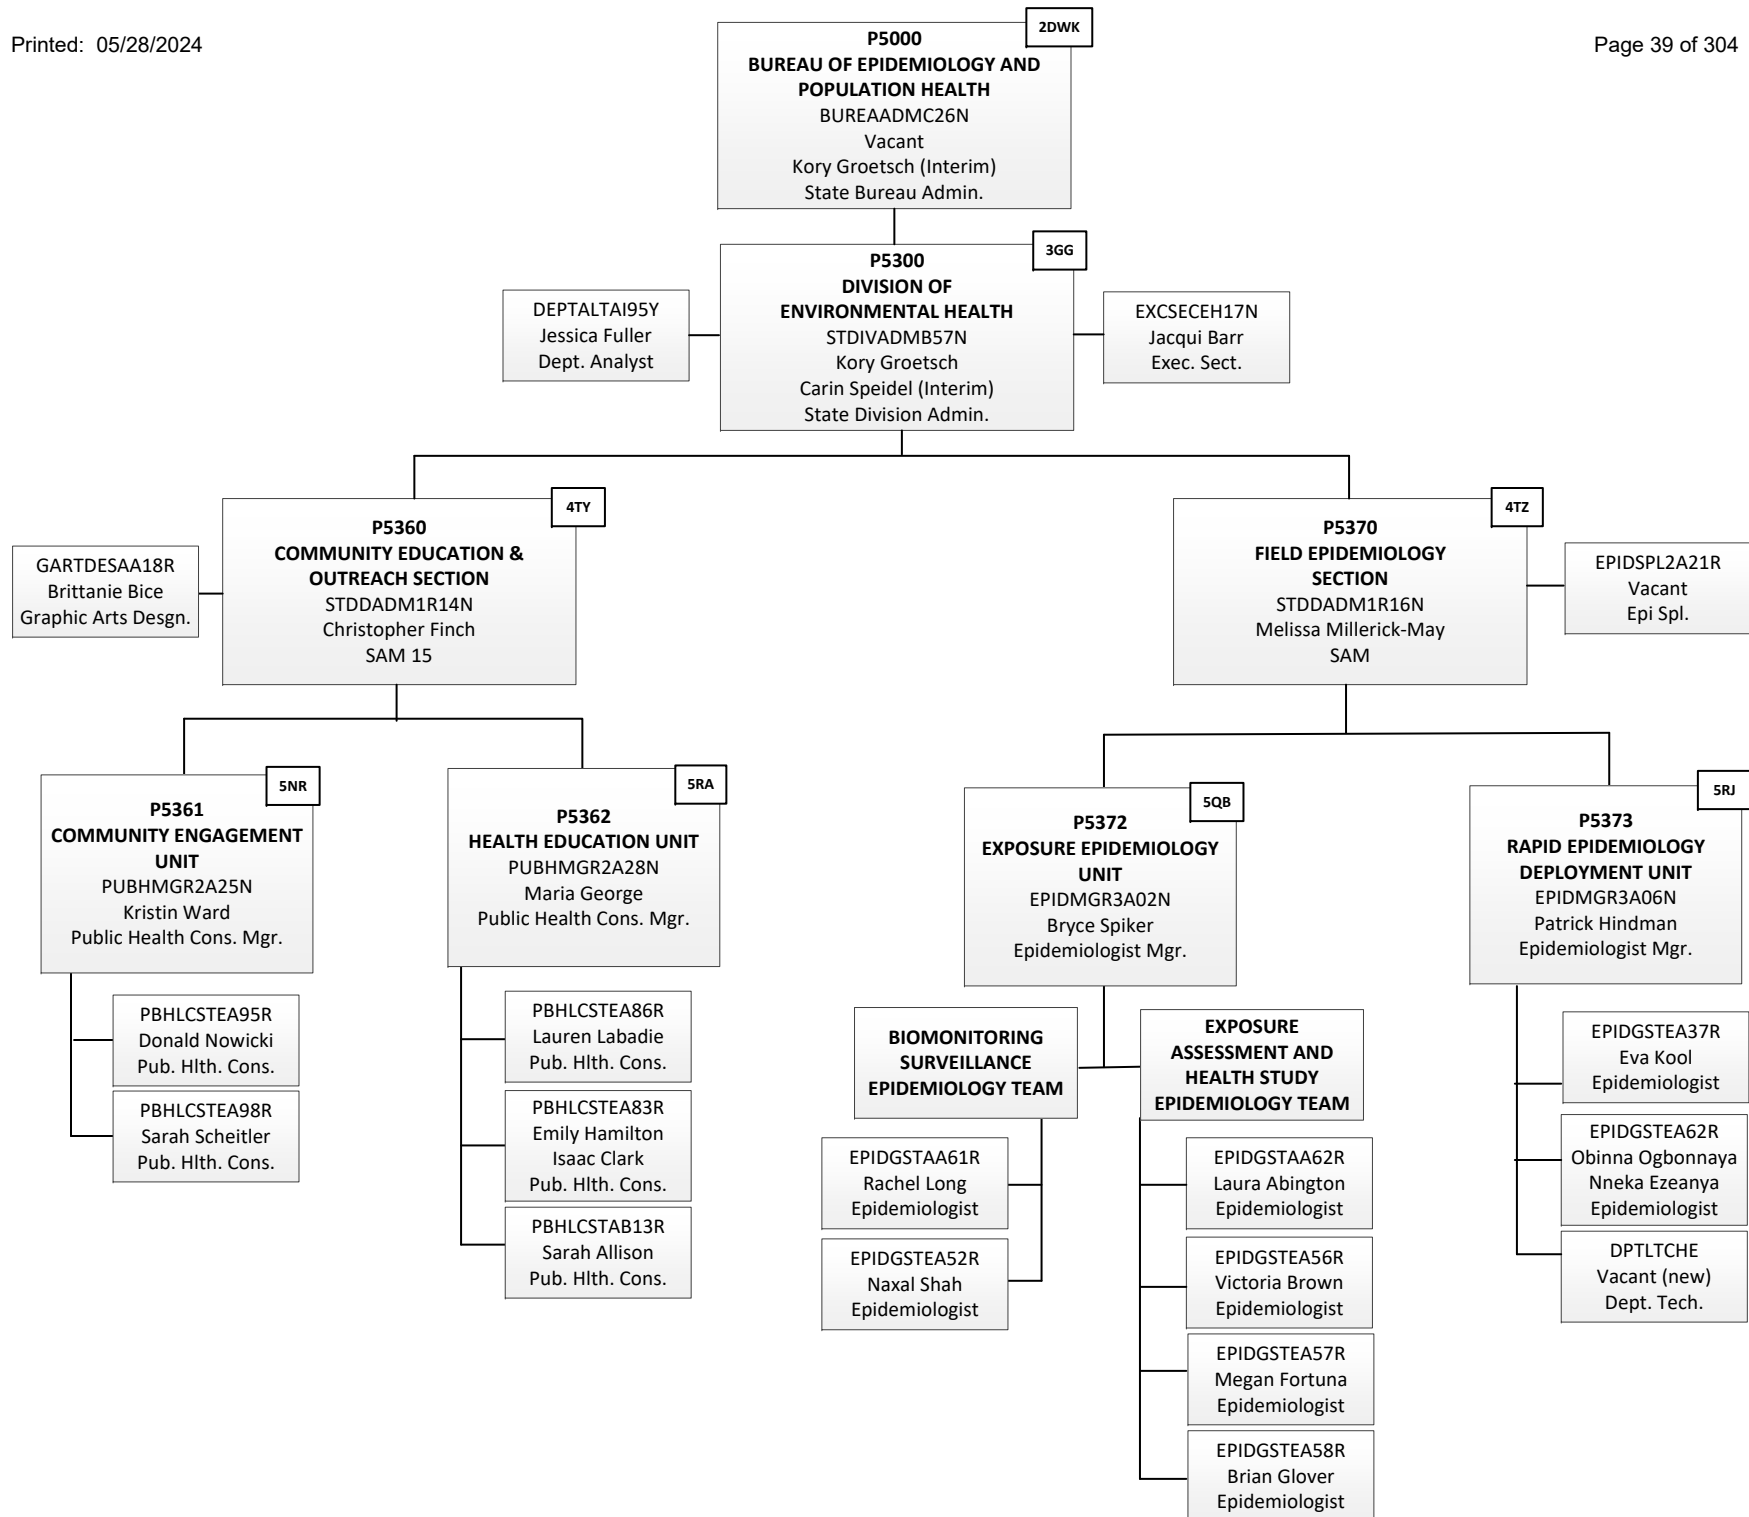 Printed: 05/28/2024
Page 39 of 304
2DWK
P5000
BUREAU OF EPIDEMIOLOGY AND
POPULATION HEALTH
BUREAADMC26N
Vacant
Kory Groetsch (Interim)
State Bureau Admin.
3GG
P5300
DIVISION OF
ENVIRONMENTAL HEALTH
STDIVADMB57N
Kory Groetsch
Carin Speidel (Interim)
State Division Admin.
DEPTALTAI95Y
Jessica Fuller
Dept. Analyst
EXCSECEH17N
Jacqui Barr
Exec. Sect.
4TY
P5360
COMMUNITY EDUCATION &
OUTREACH SECTION
STDDADM1R14N
Christopher Finch
SAM 15
GARTDESAA18R
Brittanie Bice
Graphic Arts Desgn.
4TZ
P5370
FIELD EPIDEMIOLOGY
SECTION
STDDADM1R16N
Melissa Millerick-May
SAM
EPIDSPL2A21R
Vacant
Epi Spl.
5NR
P5361
COMMUNITY ENGAGEMENT
UNIT
PUBHMGR2A25N
Kristin Ward
Public Health Cons. Mgr.
PBHLCSTEA95R
Donald Nowicki
Pub. Hlth. Cons.
PBHLCSTEA98R
Sarah Scheitler
Pub. Hlth. Cons.
5RA
P5362
HEALTH EDUCATION UNIT
PUBHMGR2A28N
Maria George
Public Health Cons. Mgr.
PBHLCSTEA86R
Lauren Labadie
Pub. Hlth. Cons.
PBHLCSTEA83R
Emily Hamilton
Isaac Clark
Pub. Hlth. Cons.
PBHLCSTAB13R
Sarah Allison
Pub. Hlth. Cons.
5QB
P5372
EXPOSURE EPIDEMIOLOGY
UNIT
EPIDMGR3A02N
Bryce Spiker
Epidemiologist Mgr.
BIOMONITORING
SURVEILLANCE
EPIDEMIOLOGY TEAM
EPIDGSTAA61R
Rachel Long
Epidemiologist
EPIDGSTEA52R
Naxal Shah
Epidemiologist
EXPOSURE
ASSESSMENT AND
HEALTH STUDY
EPIDEMIOLOGY TEAM
EPIDGSTAA62R
Laura Abington
Epidemiologist
EPIDGSTEA56R
Victoria Brown
Epidemiologist
EPIDGSTEA57R
Megan Fortuna
Epidemiologist
EPIDGSTEA58R
Brian Glover
Epidemiologist
5RJ
P5373
RAPID EPIDEMIOLOGY
DEPLOYMENT UNIT
EPIDMGR3A06N
Patrick Hindman
Epidemiologist Mgr.
EPIDGSTEA37R
Eva Kool
Epidemiologist
EPIDGSTEA62R
Obinna Ogbonnaya
Nneka Ezeanya
Epidemiologist
DPTLTCHE
Vacant (new)
Dept. Tech.